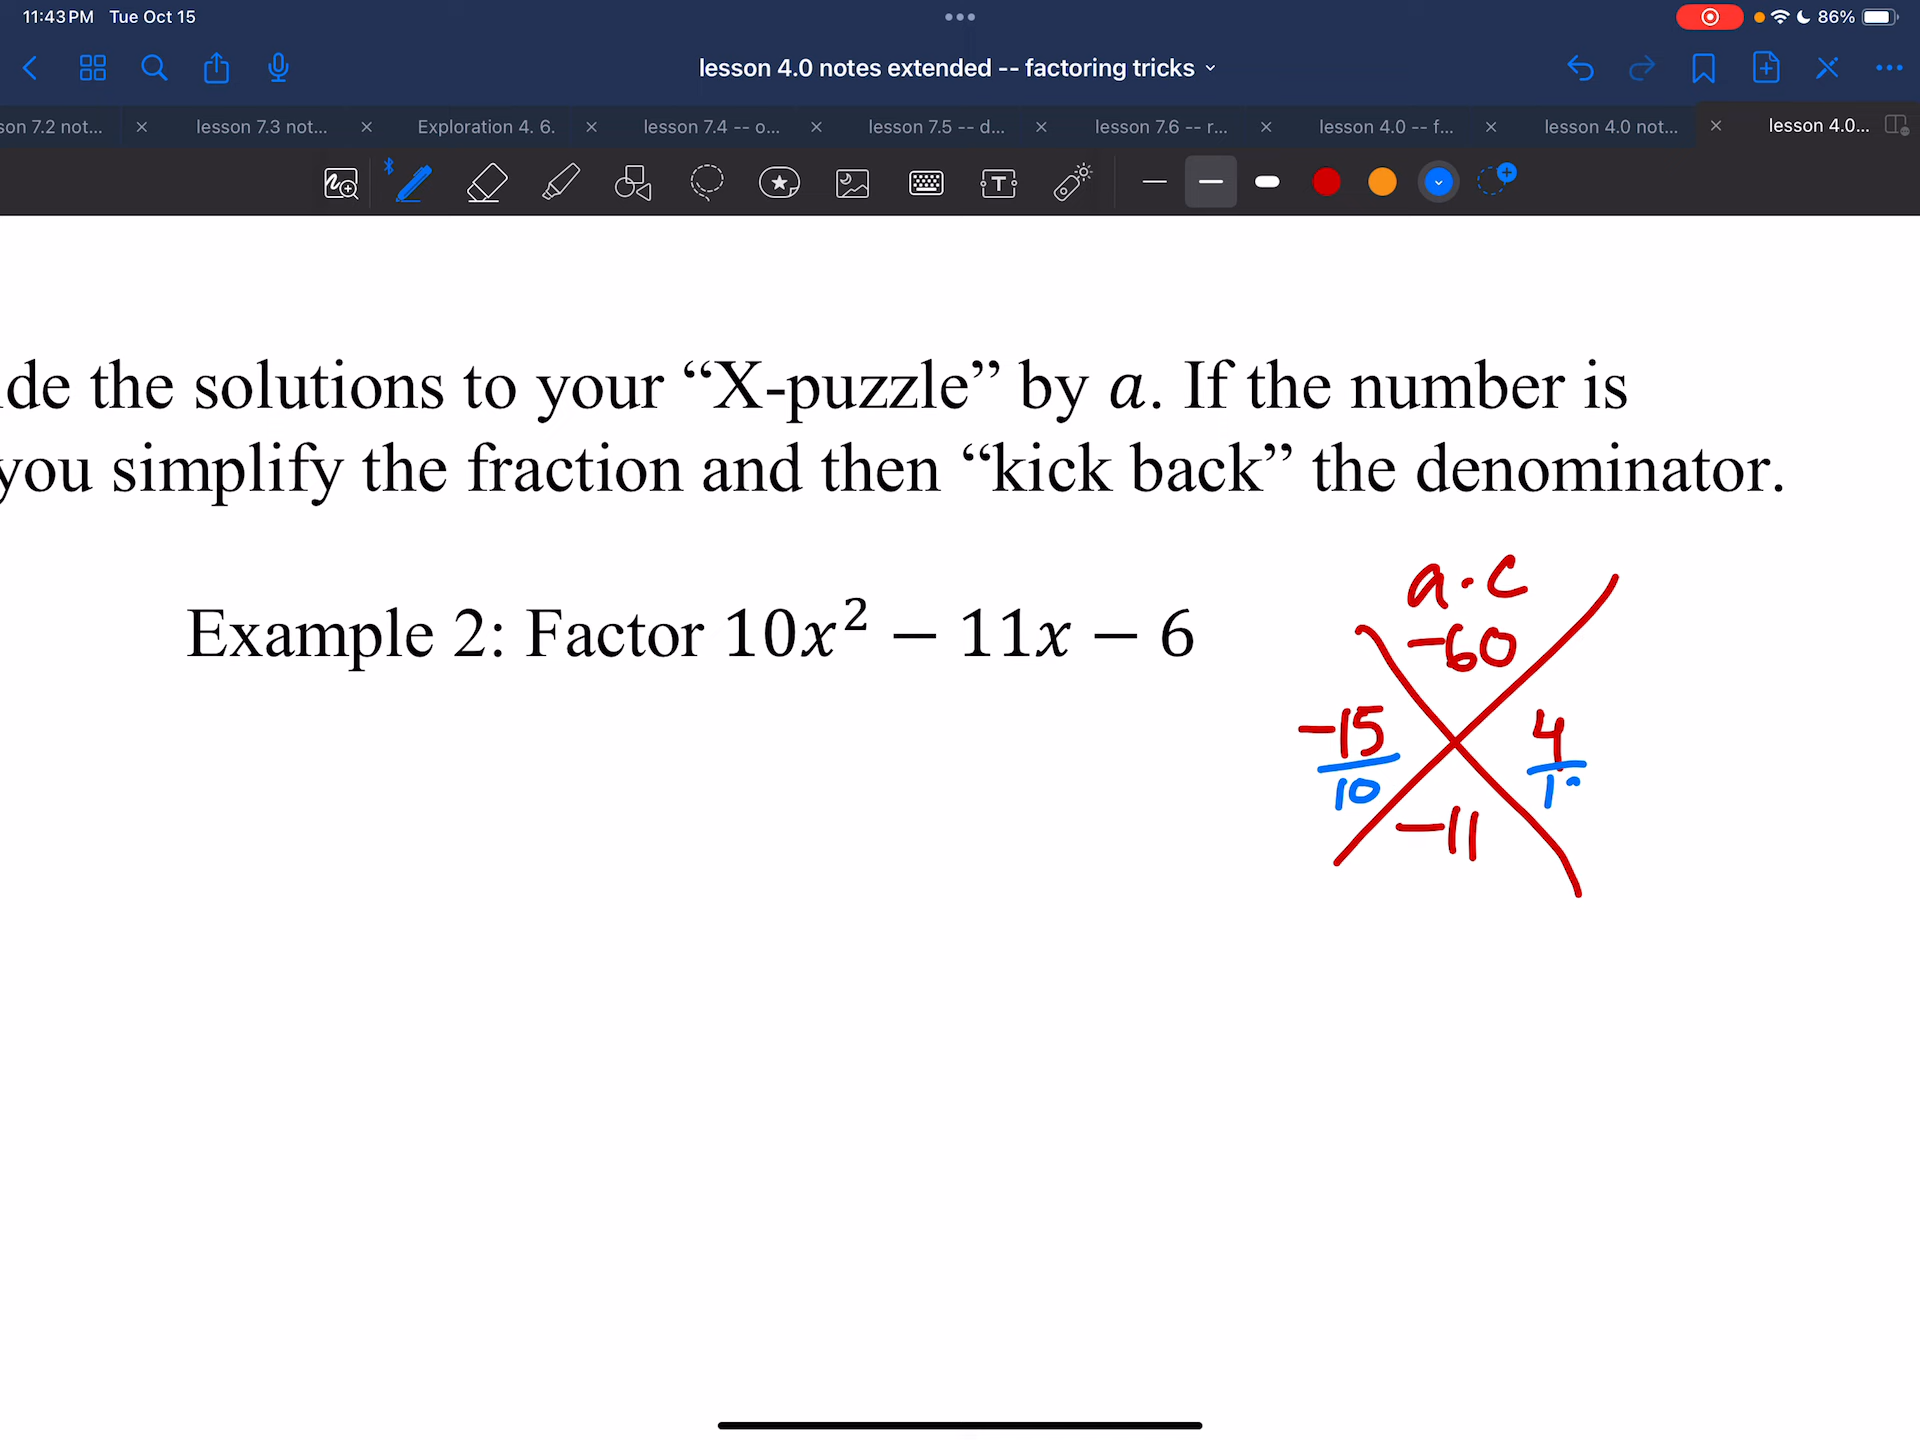 11:43 PM Tue Oct 15
86%
lesson 4.0 notes extended -- factoring tricks
son 7.2 not...
lesson 7.3 not...
Exploration 4. 6.
lesson 7.4 -- o...
lesson 7.5 -- d...
lesson 7.6 -- r...
lesson 4.0 -- f...
lesson 4.0 not...
lesson 4.0...
de the solutions to your “X-puzzle” by a. If the number is
you simplify the fraction and then “kick back” the denominator.
Example 2: Factor 10x² − 11x − 6
a·c
-60
-15
10
4
-11